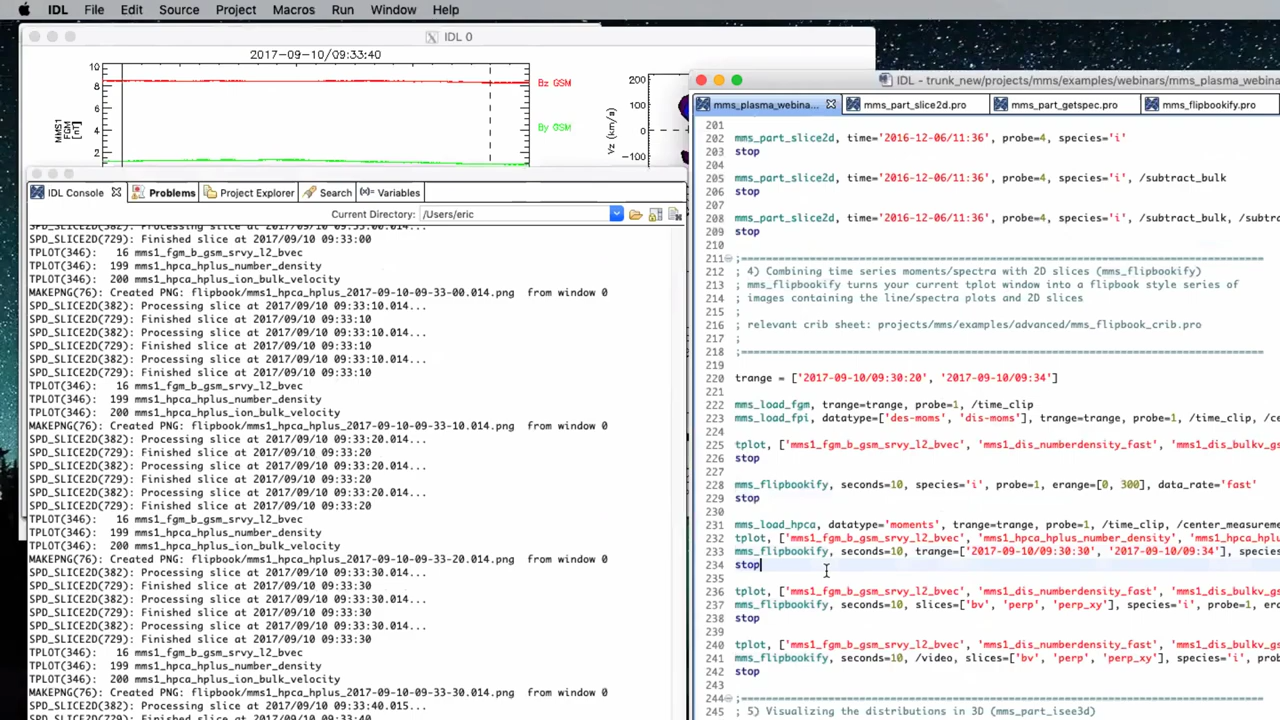 IDL File Edit Source Project Macros Run Window Help
IDL 0
2017-09-10/09:33:40
10
8
4
2
MMS1
FGM
[nT]
Bz GSM
By GSM
200
100
0
-100
Vz (km/s)
IDL Console Problems Project Explorer Search (x)= Variables
Current Directory: /Users/eric
SPD_SLICE2D(382): Processing slice at 2017/09/10 09:33:00.014...
SPD_SLICE2D(729): Finished slice at 2017/09/10 09:33:00
TPLOT(346): 16 mms1_fgm_b_gsm_srvy_l2_bvec
TPLOT(346): 199 mms1_hpca_hplus_number_density
TPLOT(346): 200 mms1_hpca_hplus_ion_bulk_velocity
MAKEPNG(76): Created PNG: flipbook/mms1_hpca_hplus_2017-09-10-09-33-00.014.png from window 0
SPD_SLICE2D(382): Processing slice at 2017/09/10 09:33:10.014...
SPD_SLICE2D(729): Finished slice at 2017/09/10 09:33:10
SPD_SLICE2D(382): Processing slice at 2017/09/10 09:33:10.014...
SPD_SLICE2D(729): Finished slice at 2017/09/10 09:33:10
SPD_SLICE2D(382): Processing slice at 2017/09/10 09:33:10.014...
SPD_SLICE2D(729): Finished slice at 2017/09/10 09:33:10
TPLOT(346): 16 mms1_fgm_b_gsm_srvy_l2_bvec
TPLOT(346): 199 mms1_hpca_hplus_number_density
TPLOT(346): 200 mms1_hpca_hplus_ion_bulk_velocity
MAKEPNG(76): Created PNG: flipbook/mms1_hpca_hplus_2017-09-10-09-33-10.014.png from window 0
SPD_SLICE2D(382): Processing slice at 2017/09/10 09:33:20.014...
SPD_SLICE2D(729): Finished slice at 2017/09/10 09:33:20
SPD_SLICE2D(382): Processing slice at 2017/09/10 09:33:20.014...
SPD_SLICE2D(729): Finished slice at 2017/09/10 09:33:20
SPD_SLICE2D(382): Processing slice at 2017/09/10 09:33:20.014...
SPD_SLICE2D(729): Finished slice at 2017/09/10 09:33:20
TPLOT(346): 16 mms1_fgm_b_gsm_srvy_l2_bvec
TPLOT(346): 199 mms1_hpca_hplus_number_density
TPLOT(346): 200 mms1_hpca_hplus_ion_bulk_velocity
MAKEPNG(76): Created PNG: flipbook/mms1_hpca_hplus_2017-09-10-09-33-20.014.png from window 0
SPD_SLICE2D(382): Processing slice at 2017/09/10 09:33:30.014...
SPD_SLICE2D(729): Finished slice at 2017/09/10 09:33:30
SPD_SLICE2D(382): Processing slice at 2017/09/10 09:33:30.014...
SPD_SLICE2D(729): Finished slice at 2017/09/10 09:33:30
SPD_SLICE2D(382): Processing slice at 2017/09/10 09:33:30.014...
SPD_SLICE2D(729): Finished slice at 2017/09/10 09:33:30
TPLOT(346): 16 mms1_fgm_b_gsm_srvy_l2_bvec
TPLOT(346): 199 mms1_hpca_hplus_number_density
TPLOT(346): 200 mms1_hpca_hplus_ion_bulk_velocity
MAKEPNG(76): Created PNG: flipbook/mms1_hpca_hplus_2017-09-10-09-33-30.014.png from window 0
SPD_SLICE2D(382): Processing slice at 2017/09/10 09:33:40.015...
SPD_SLICE2D(729): Finished slice at 2017/09/10 09:33:40
IDL - trunk_new/projects/mms/examples/webinars/mms_plasma_webina
mms_plasma_webina... mms_part_slice2d.pro mms_part_getspec.pro mms_flipbookify.pro
201
202 mms_part_slice2d, time='2016-12-06/11:36', probe=4, species='i'
203 stop
204
205 mms_part_slice2d, time='2016-12-06/11:36', probe=4, species='i', /subtract_bulk
206 stop
207
208 mms_part_slice2d, time='2016-12-06/11:36', probe=4, species='i', /subtract_bulk, /sub
209 stop
210
211 ;=====================================================================
212 ; 4) Combining time series moments/spectra with 2D slices (mms_flipbookify)
213 ; mms_flipbookify turns your current tplot window into a flipbook style series of
214 ; images containing the line/spectra plots and 2D slices
215 ;
216 ; relevant crib sheet: projects/mms/examples/advanced/mms_flipbook_crib.pro
217 ;
218 ;=====================================================================
219
220 trange = ['2017-09-10/09:30:20', '2017-09-10/09:34']
221
222 mms_load_fgm, trange=trange, probe=1, /time_clip
223 mms_load_fpi, datatype=['des-moms', 'dis-moms'], trange=trange, probe=1, /time_clip, /ce
224
225 tplot, ['mms1_fgm_b_gsm_srvy_l2_bvec', 'mms1_dis_numberdensity_fast', 'mms1_dis_bulkv_gs
226 stop
227
228 mms_flipbookify, seconds=10, species='i', probe=1, erange=[0, 300], data_rate='fast'
229 stop
230
231 mms_load_hpca, datatype='moments', trange=trange, probe=1, /time_clip, /center_measureme
232 tplot, ['mms1_fgm_b_gsm_srvy_l2_bvec', 'mms1_hpca_hplus_number_density', 'mms1_hpca_hplu
233 mms_flipbookify, seconds=10, trange=['2017-09-10/09:30:30', '2017-09-10/09:34'], species
234 stop
235
236 tplot, ['mms1_fgm_b_gsm_srvy_l2_bvec', 'mms1_dis_numberdensity_fast', 'mms1_dis_bulkv_gs
237 mms_flipbookify, seconds=10, slices=['bv', 'perp', 'perp_xy'], species='i', probe=1, era
238 stop
239
240 tplot, ['mms1_fgm_b_gsm_srvy_l2_bvec', 'mms1_dis_numberdensity_fast', 'mms1_dis_bulkv_gs
241 mms_flipbookify, seconds=10, /video, slices=['bv', 'perp', 'perp_xy'], species='i', prob
242 stop
243
244 ;=====================================================================
245 ; 5) Visualizing the distributions in 3D (mms_part_isee3d)